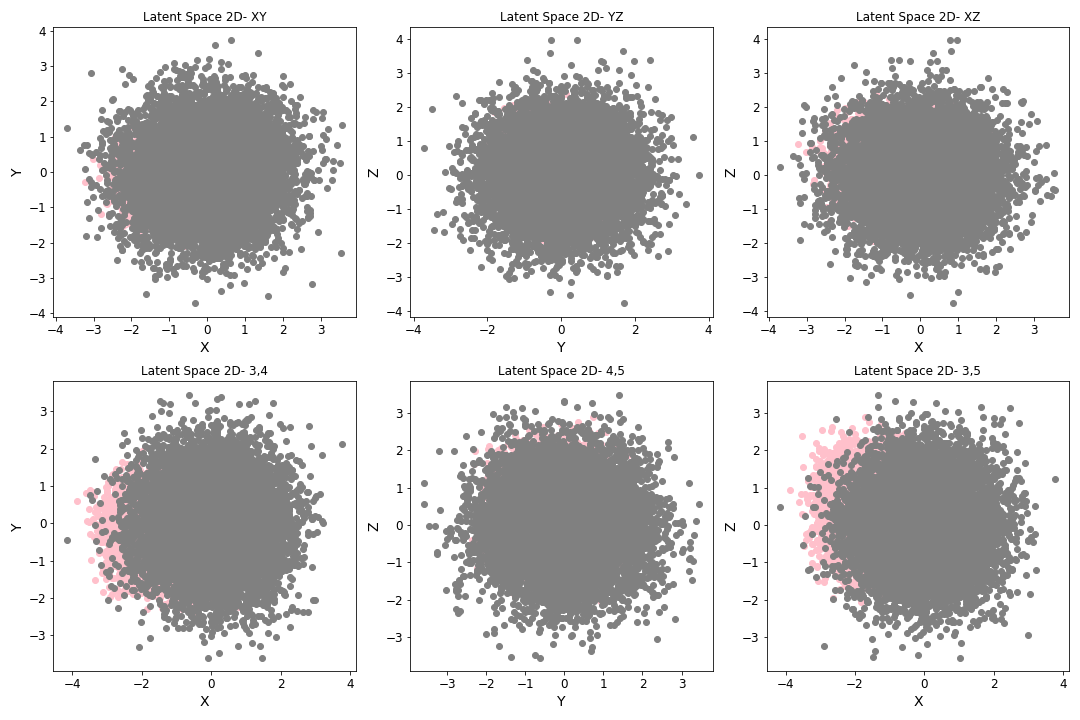 Latent Space 2D- XY
4
3
2
1
0
−1
−2
−3
−4
Y
−4 −3 −2 −1 0 1 2 3
X
Latent Space 2D- YZ
4
3
2
1
0
−1
−2
−3
−4
Z
−4 −2 0 2 4
Y
Latent Space 2D- XZ
4
3
2
1
0
−1
−2
−3
−4
Z
−4 −3 −2 −1 0 1 2 3
X
Latent Space 2D- 3,4
3
2
1
0
−1
−2
−3
Y
−4 −2 0 2 4
X
Latent Space 2D- 4,5
3
2
1
0
−1
−2
−3
Z
−3 −2 −1 0 1 2 3
Y
Latent Space 2D- 3,5
3
2
1
0
−1
−2
−3
Z
−4 −2 0 2 4
X